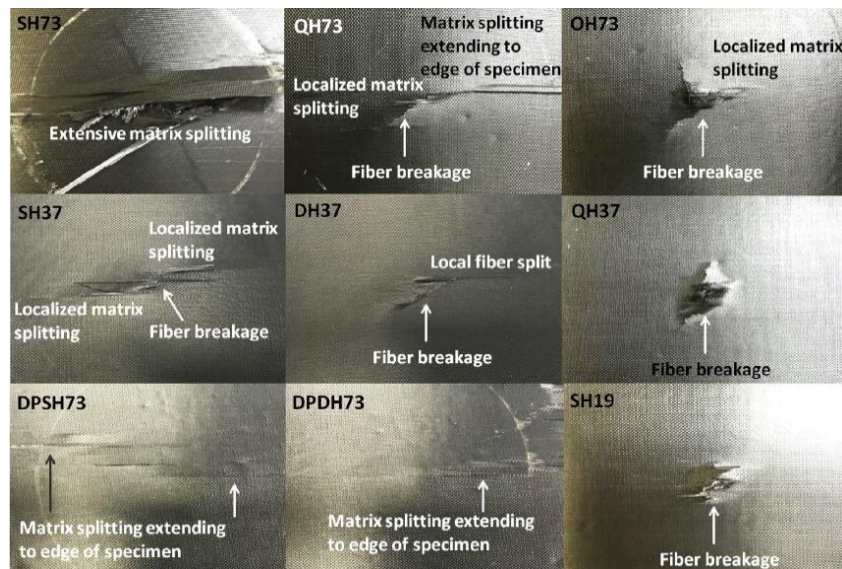 SH73
Extensive matrix splitting
QH73
Matrix splitting
extending to
edge of specimen
Localized matrix
splitting
Fiber breakage
OH73
Localized matrix
splitting
Fiber breakage
SH37
Localized matrix
splitting
Localized matrix
splitting
Fiber breakage
DH37
Local fiber split
Fiber breakage
QH37
Fiber breakage
DPSH73
Matrix splitting extending
to edge of specimen
DPDH73
Matrix splitting extending
to edge of specimen
SH19
Fiber breakage